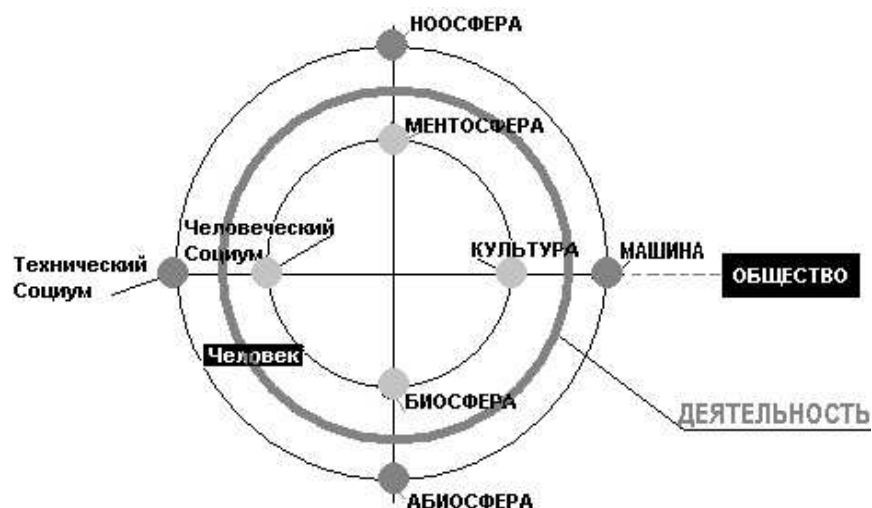 НООСФЕРА
МЕНТОСФЕРА
Человеческий
Социум
КУЛЬТУРА
МАШИНА
Технический
Социум
ОБЩЕСТВО
Человек
БИОСФЕРА
ДЕЯТЕЛЬНОСТЬ
АБИОСФЕРА